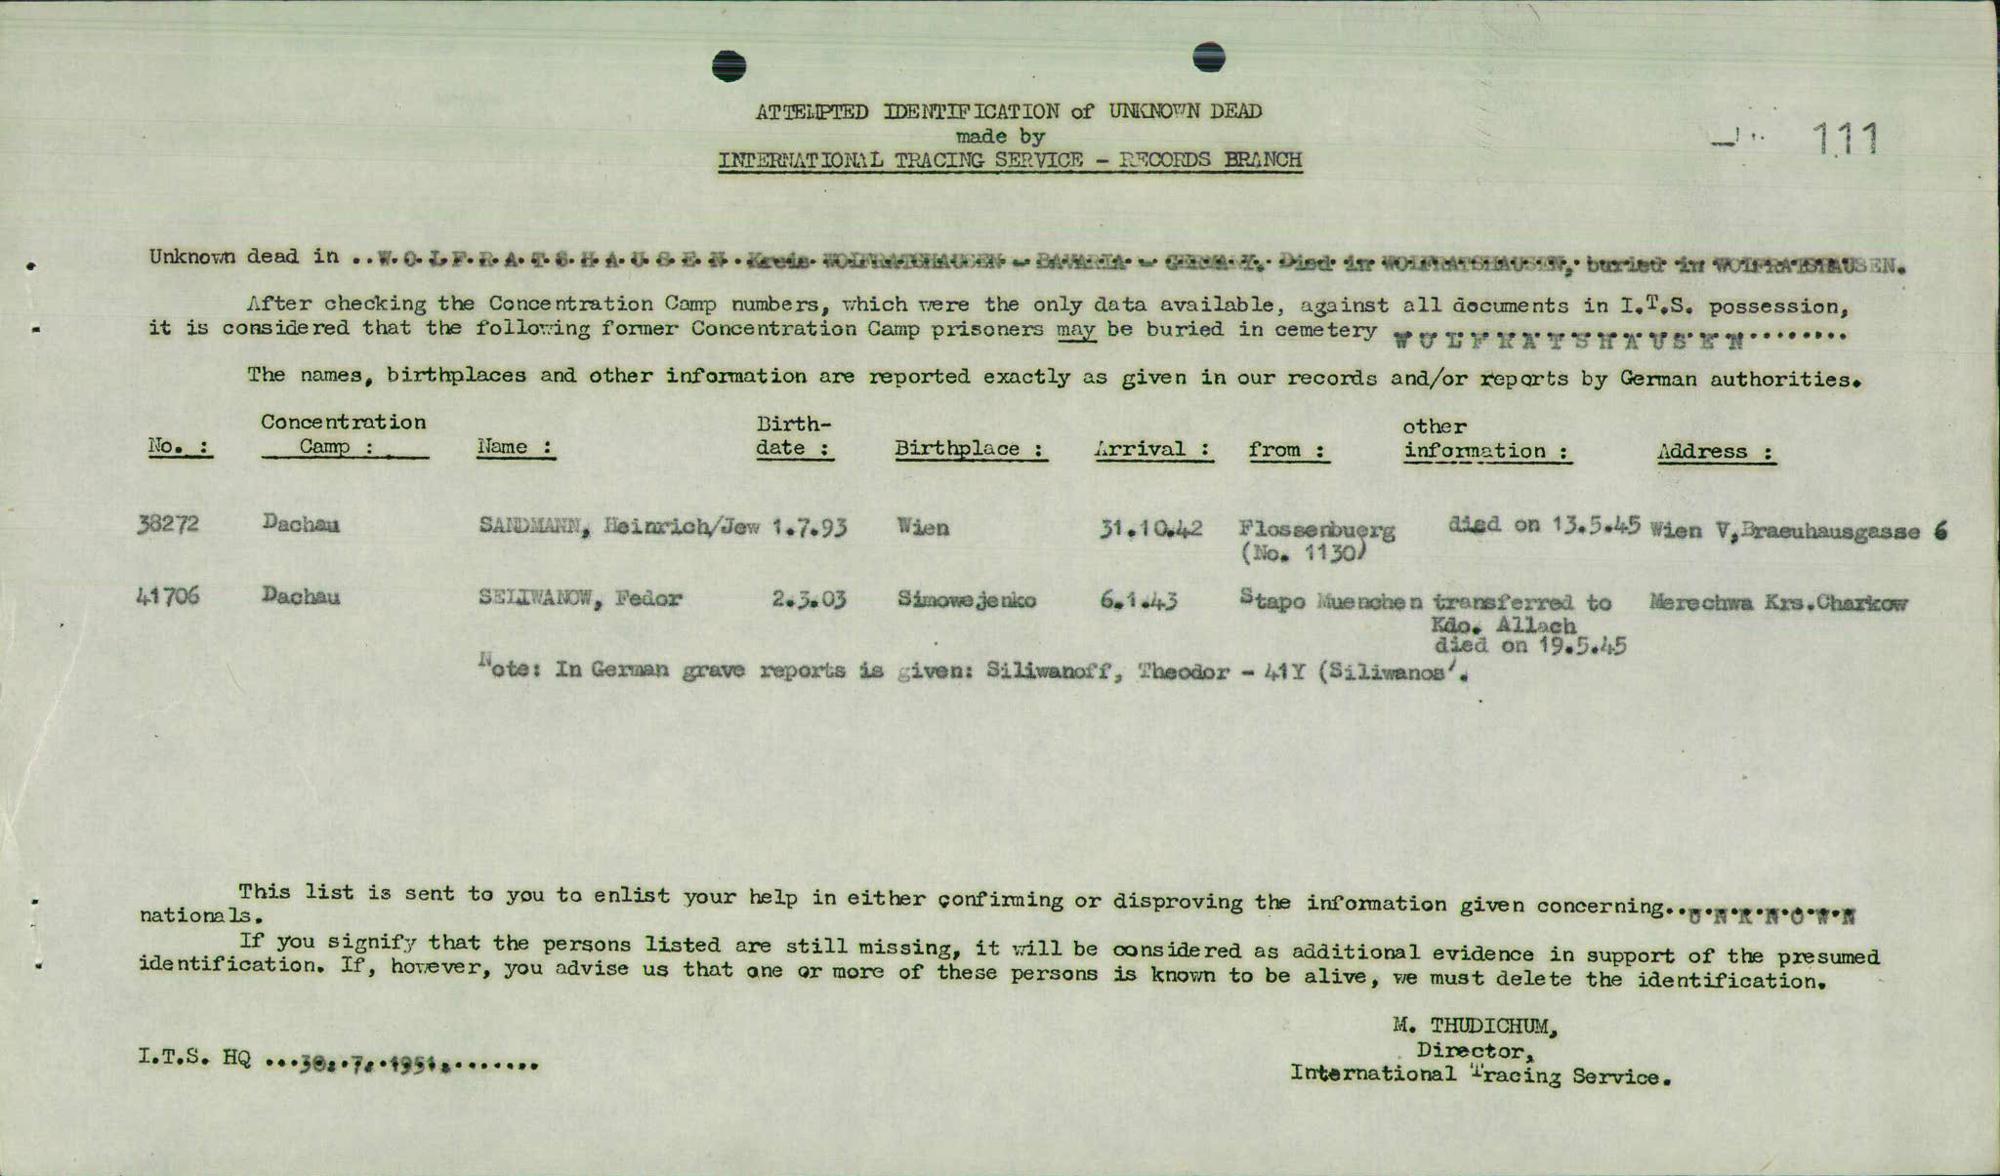 ATTEMPTED IDENTIFICATION of UNKNOWN DEAD
made by
INTERNATIONAL TRACING SERVICE - RECORDS BRANCH
111
Unknown dead in ..W.O.L.F.R.A.T.S.H.A.U.S.E.N. Kreis WOLFRATSHAUSEN - BAVARIA - Died in WOLFRATSHAUSEN, buried in WOLFRATSHAUSEN.
After checking the Concentration Camp numbers, which were the only data available, against all documents in I.T.S. possession,
it is considered that the following former Concentration Camp prisoners may be buried in cemetery W O L F R A T S H A U S E N.........
The names, birthplaces and other information are reported exactly as given in our records and/or reports by German authorities.
No. : Concentration Camp : Name : Birth- date : Birthplace : Arrival : from : other information : Address :
38272 Dachau SANDMANN, Heinrich/Jew 1.7.93 Wien 31.10.42 Flossenbuerg died on 13.5.45 Wien V,Braeuhausgasse 6
(No. 1130)
41706 Dachau SELIWANOW, Fedor 2.3.03 Simowejenko 6.1.43 Stapo Muenchen transferred to Merechwa Krs.Charkow
Kdo. Allach
died on 19.5.45
Note: In German grave reports is given: Siliwanoff, Theodor - 41Y (Siliwanos'.
This list is sent to you to enlist your help in either confirming or disproving the information given concerning..U.N.K.N.O.W.N
nationals.
If you signify that the persons listed are still missing, it will be considered as additional evidence in support of the presumed
identification. If, however, you advise us that one or more of these persons is known to be alive, we must delete the identification.
M. THUDICHUM,
Director,
International Tracing Service.
I.T.S. HQ ...30..7..1951.........